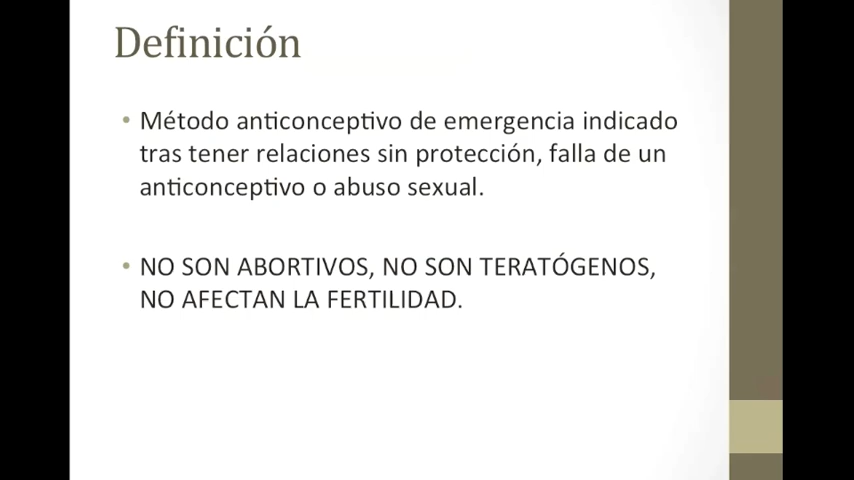 Definición
• Método anticonceptivo de emergencia indicado
tras tener relaciones sin protección, falla de un
anticonceptivo o abuso sexual.
• NO SON ABORTIVOS, NO SON TERATÓGENOS,
NO AFECTAN LA FERTILIDAD.